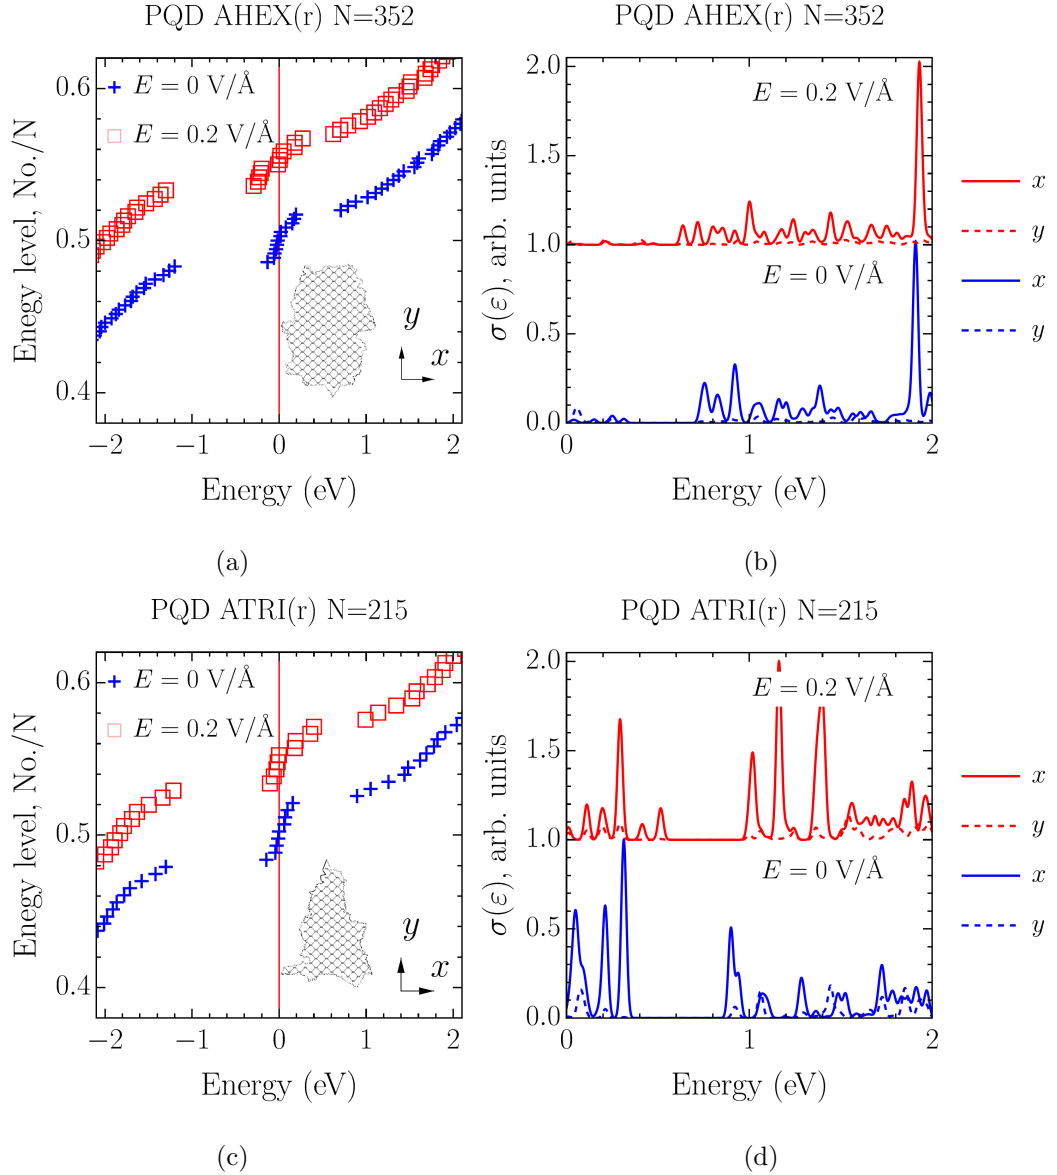 PQD AHEX(r) N=352
Enegy level, No./N
0.6
0.5
0.4
E = 0 V/Å
E = 0.2 V/Å
y
x
−2 −1 0 1 2
Energy (eV)
(a)
PQD AHEX(r) N=352
σ(ε), arb. units
2.0
1.5
1.0
0.5
0.0
E = 0.2 V/Å
E = 0 V/Å
0 1 2
Energy (eV)
x
y
x
y
(b)
PQD ATRI(r) N=215
Enegy level, No./N
0.6
0.5
0.4
E = 0 V/Å
E = 0.2 V/Å
y
x
−2 −1 0 1 2
Energy (eV)
(c)
PQD ATRI(r) N=215
σ(ε), arb. units
2.0
1.5
1.0
0.5
0.0
E = 0.2 V/Å
E = 0 V/Å
0 1 2
Energy (eV)
x
y
x
y
(d)